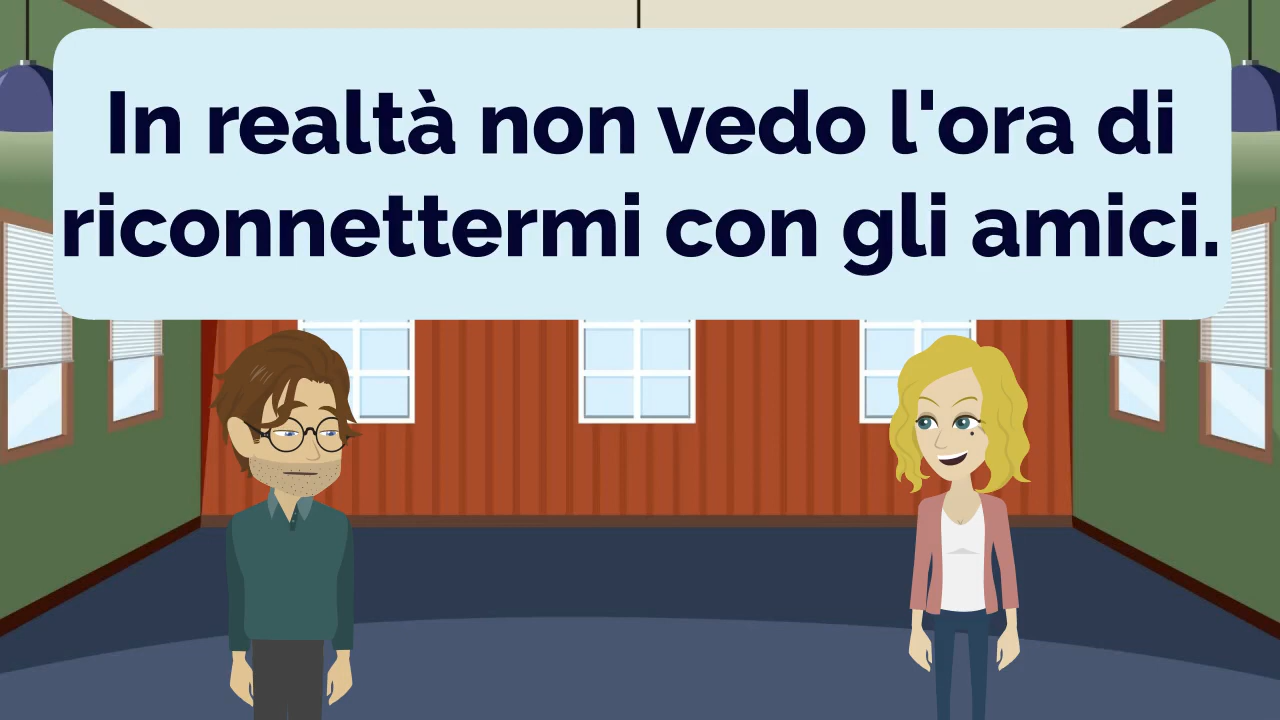 In realtà non vedo l'ora di
riconnettermi con gli amici.